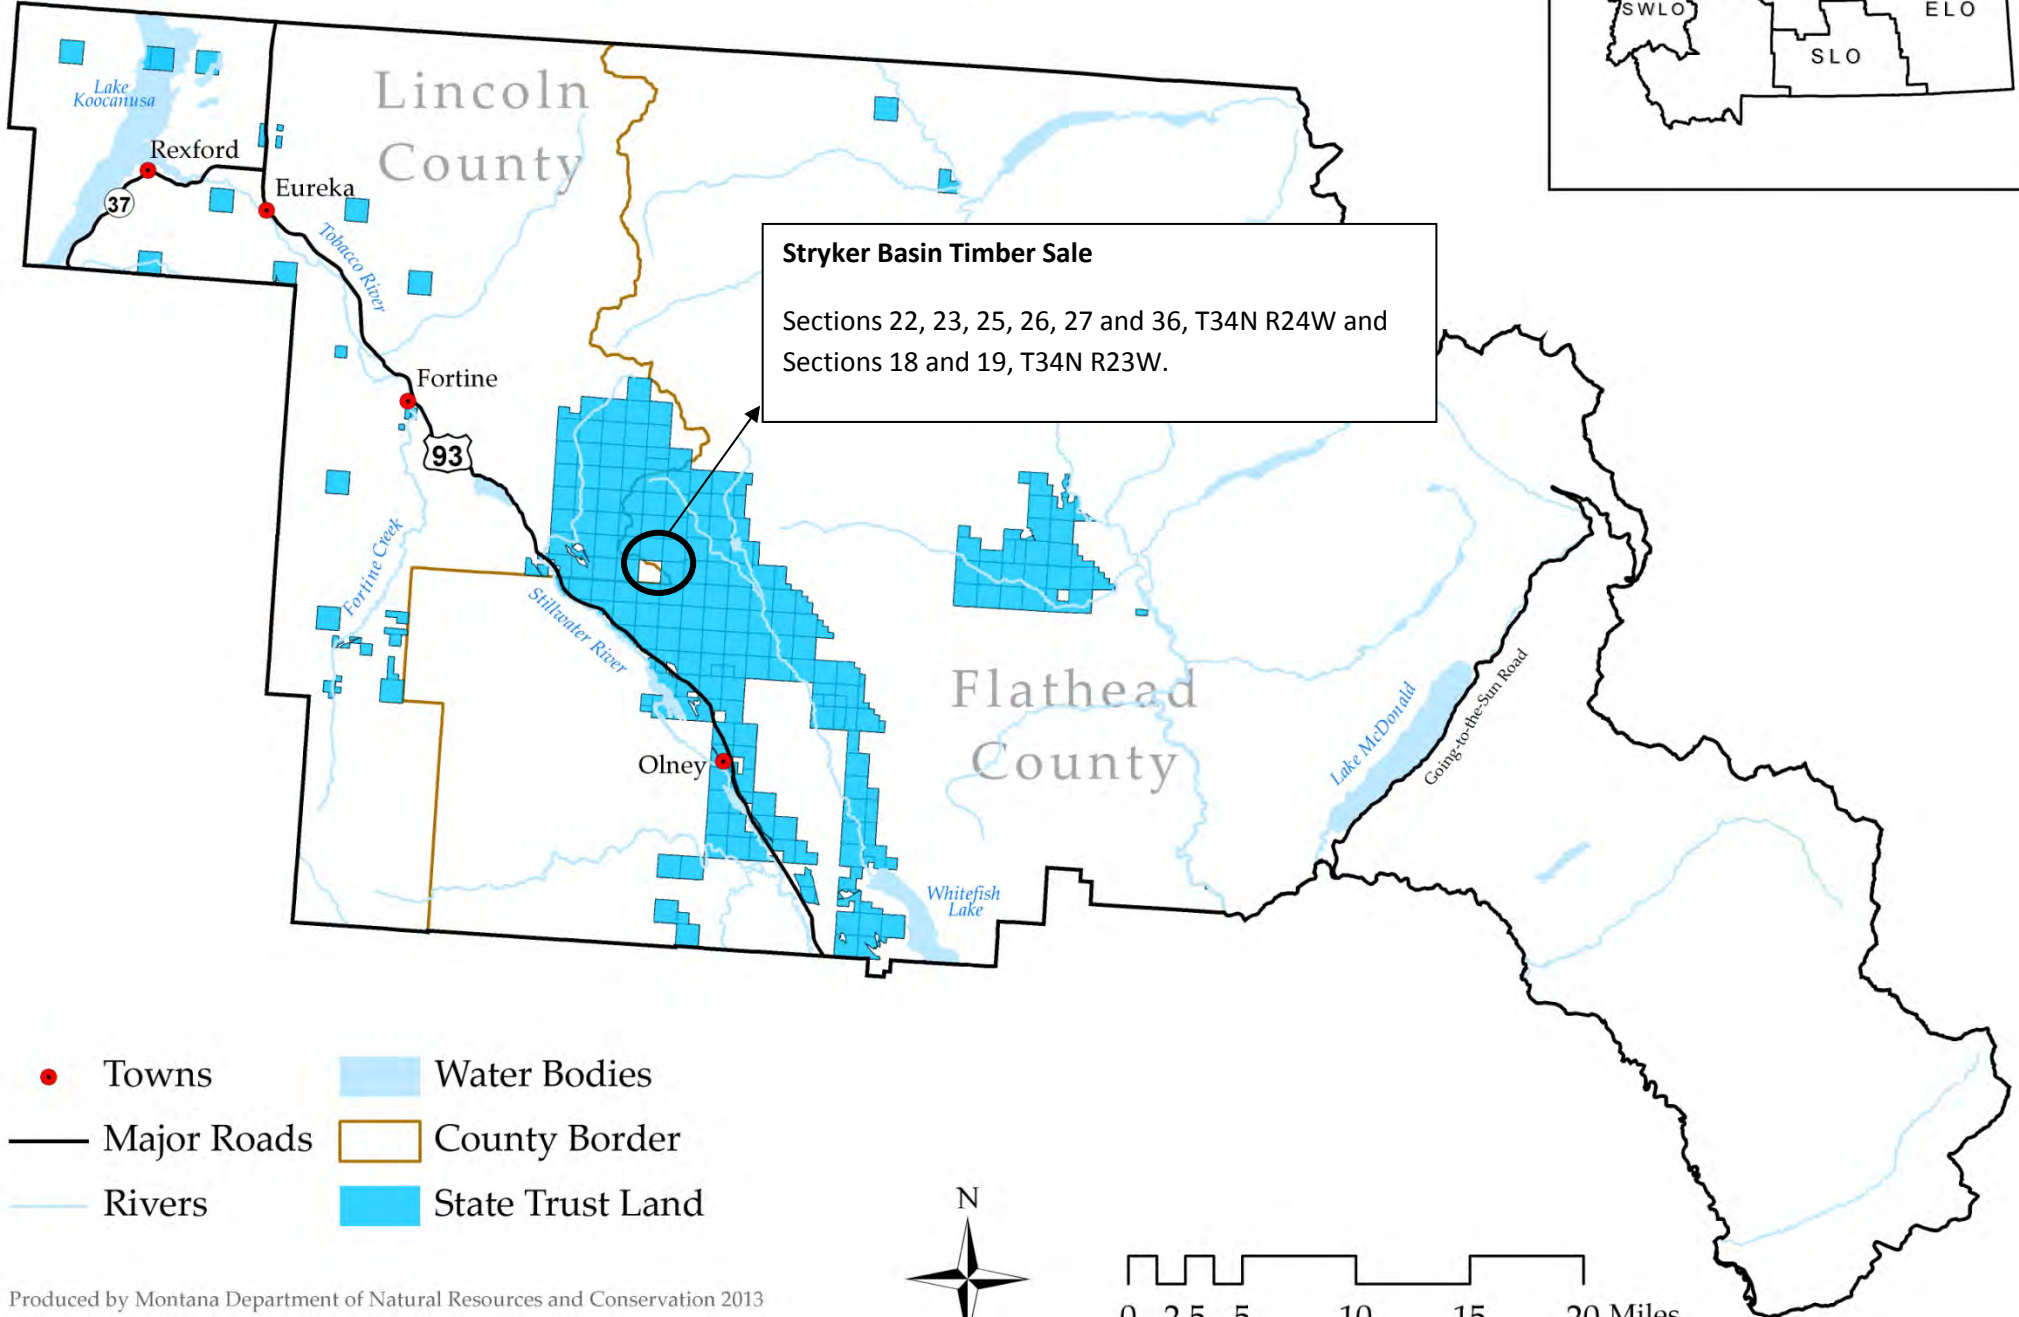 SWLO
ELO
SLO
Lincoln
County
Lake
Koocanusa
Rexford
37
Eureka
Tobacco River
Stryker Basin Timber Sale
Sections 22, 23, 25, 26, 27 and 36, T34N R24W and
Sections 18 and 19, T34N R23W.
Fortine
93
Fortine Creek
Stillwater River
Flathead
County
Lake McDonald
Going-to-the-Sun Road
Olney
Whitefish
Lake
Towns
Water Bodies
Major Roads
County Border
Rivers
State Trust Land
N
Produced by Montana Department of Natural Resources and Conservation 2013
0 2.5 5 10 15 20 Miles